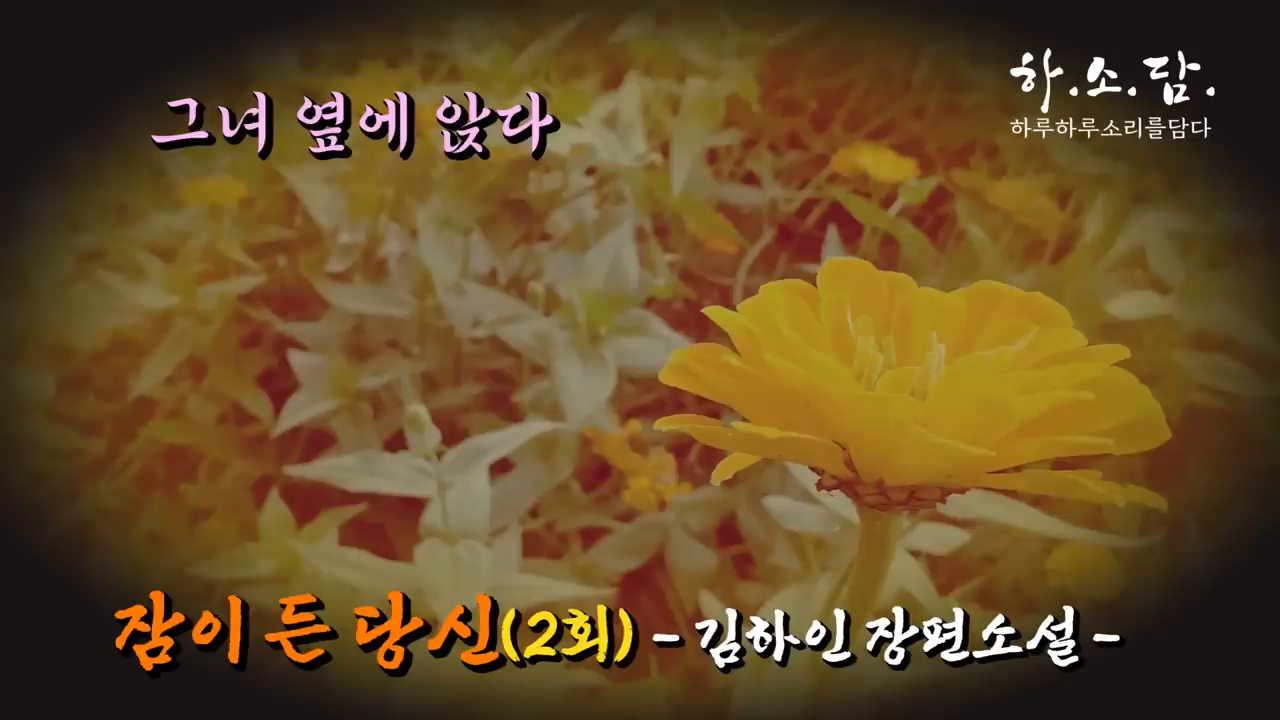 하.소.담.
하루하루소리를담다
그녀 옆에 앉다
잠이 든 당신(2회) - 김하인 장편소설 -